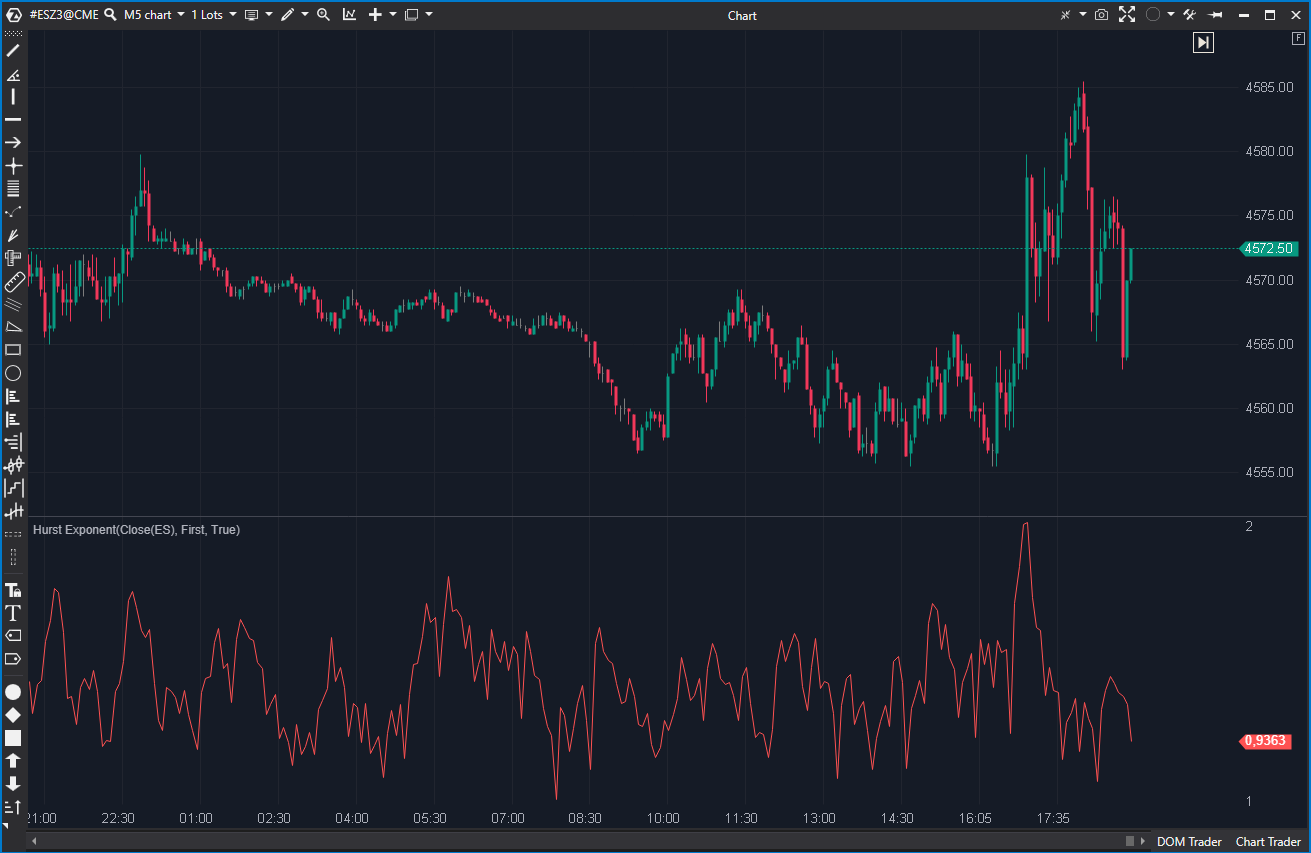 #ESZ3@CME M5 chart 1 Lots Chart
F
4585.00
4580.00
4575.00
4572.50
4570.00
4565.00
4560.00
4555.00
Hurst Exponent(Close(ES), First, True)
2
0,9363
1
21:00 22:30 01:00 02:30 04:00 05:30 07:00 08:30 10:00 11:30 13:00 14:30 16:05 17:35
DOM Trader Chart Trader